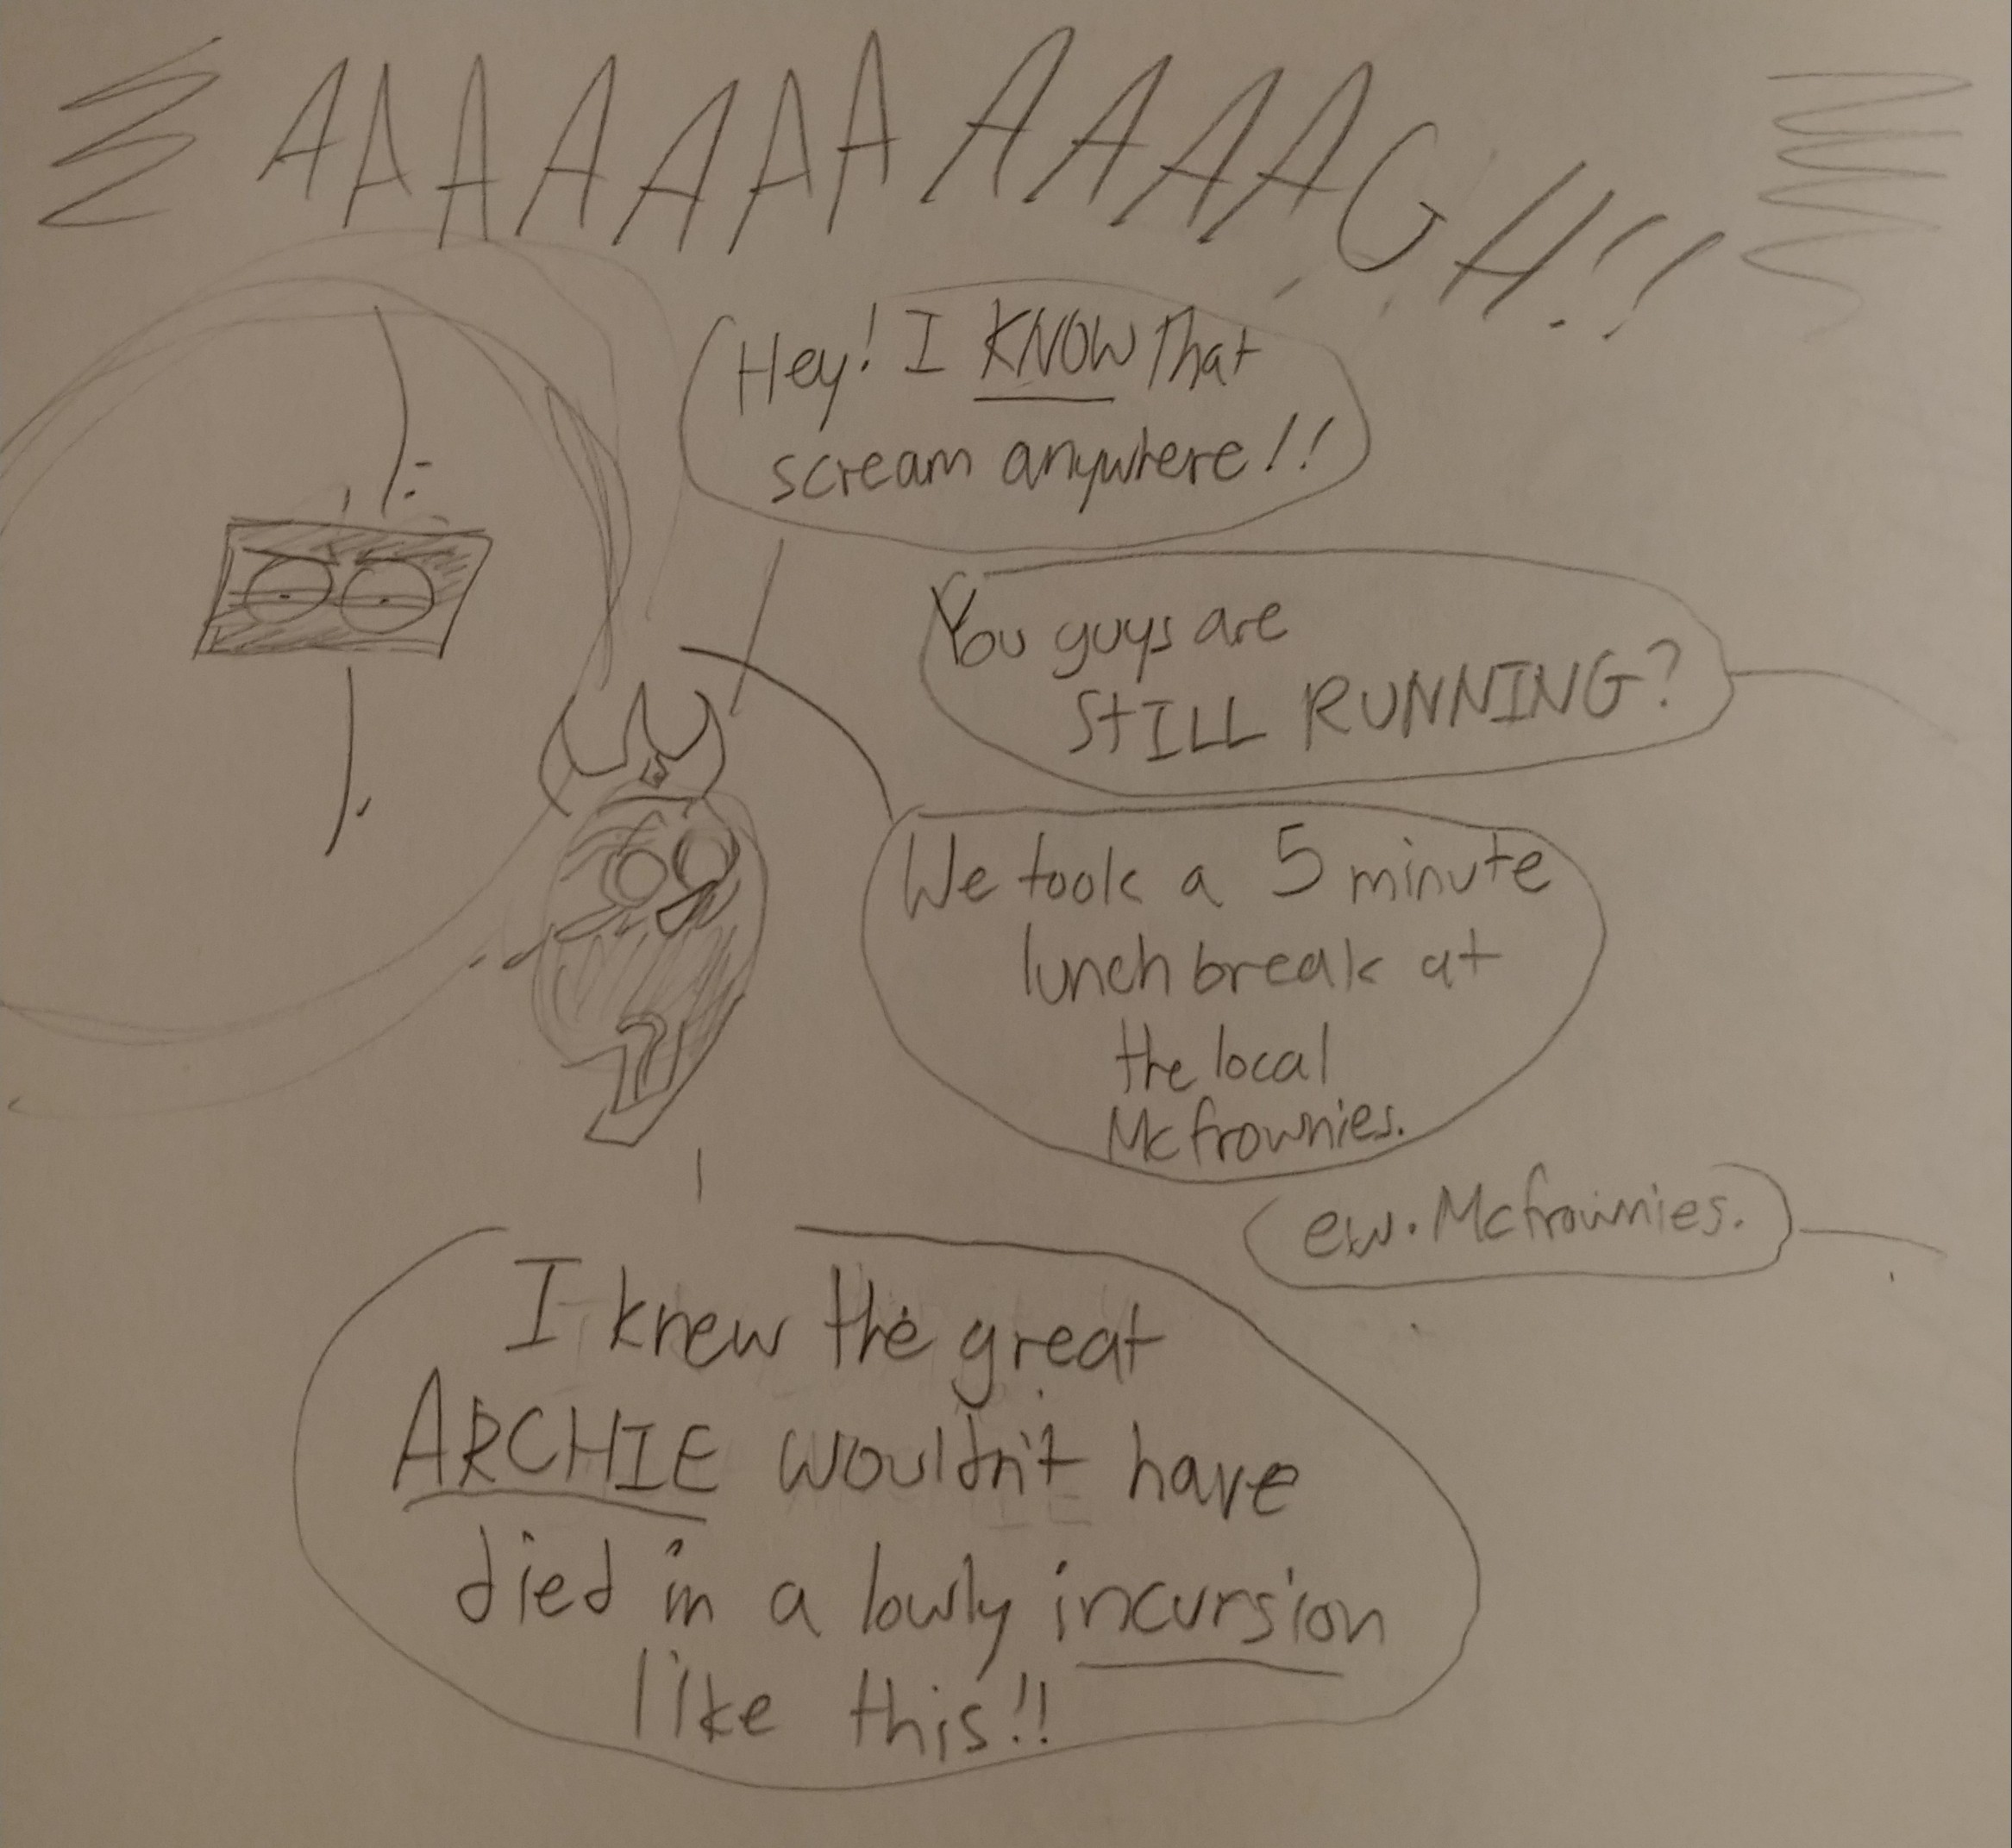 AAAAAAAAAAAGH!!
Hey! I KNOW that
scream anywhere!!
You guys are
STILL RUNNING?
We took a 5 minute
lunch break at
the local
Mcfrownies.
ew. Mcfrownies.
I knew the great
ARCHIE wouldn't have
died in a lowly incursion
like this!!